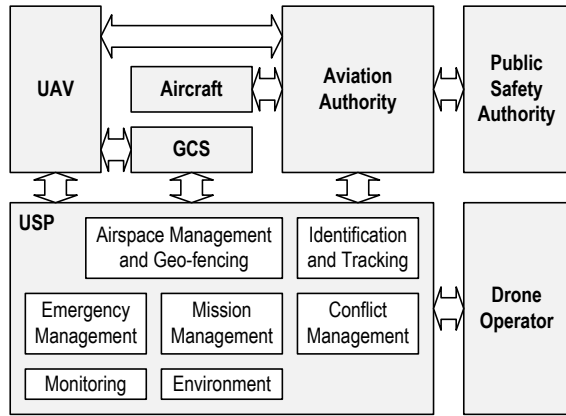 UAV
Aircraft
GCS
Aviation
Authority
Public
Safety
Authority
USP
Airspace Management
and Geo-fencing
Identification
and Tracking
Emergency
Management
Mission
Management
Conflict
Management
Monitoring
Environment
Drone
Operator